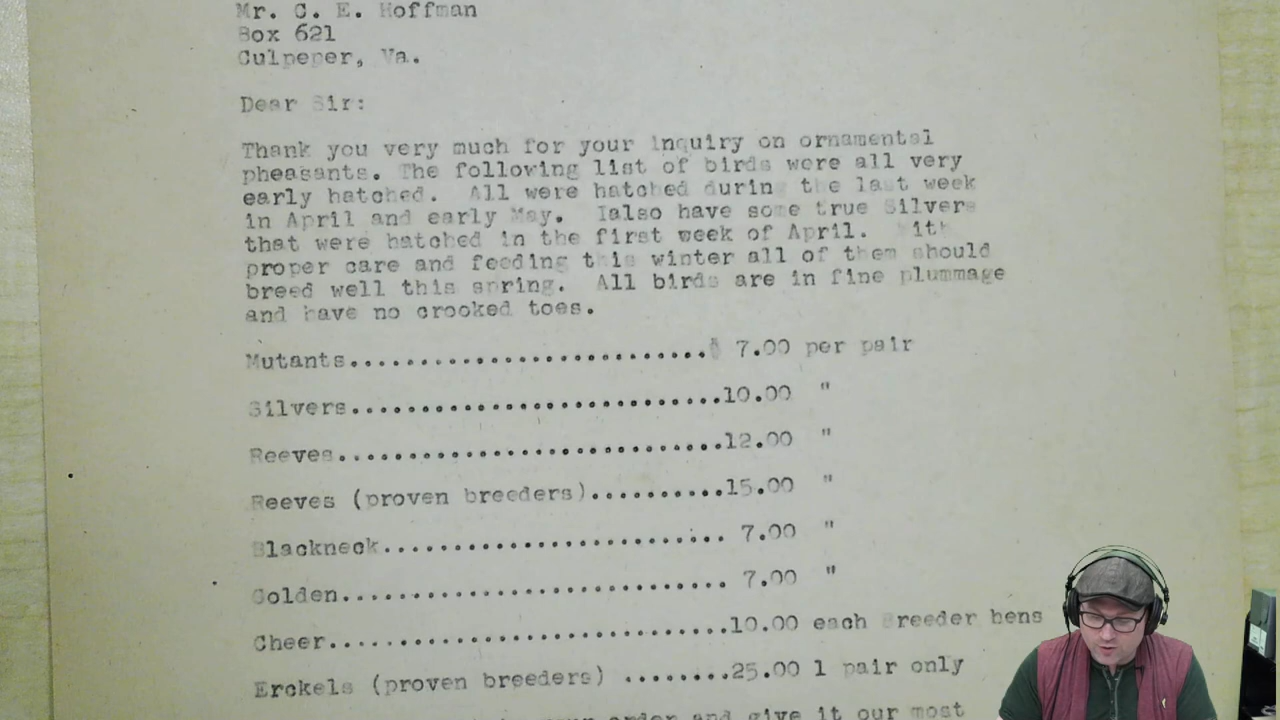 Mr. C. E. Hoffman
Box 621
Culpeper, Va.
Dear Sir:
Thank you very much for your inquiry on ornamental
pheasants. The following list of birds were all very
early hatched. All were hatched during the last week
in April and early May. Ialso have some true Silvers
that were hatched in the first week of April. With
proper care and feeding this winter all of them should
breed well this spring. All birds are in fine plummage
and have no crooked toes.
Mutants..........................$ 7.00 per pair
Silvers...........................10.00 "
Reeves............................12.00 "
Reeves (proven breeders)..........15.00 "
Blackneck......................... 7.00 "
Golden............................ 7.00 "
Cheer.............................10.00 each Breeder hens
Erckels (proven breeders) ........25.00 1 pair only
order and give it our most